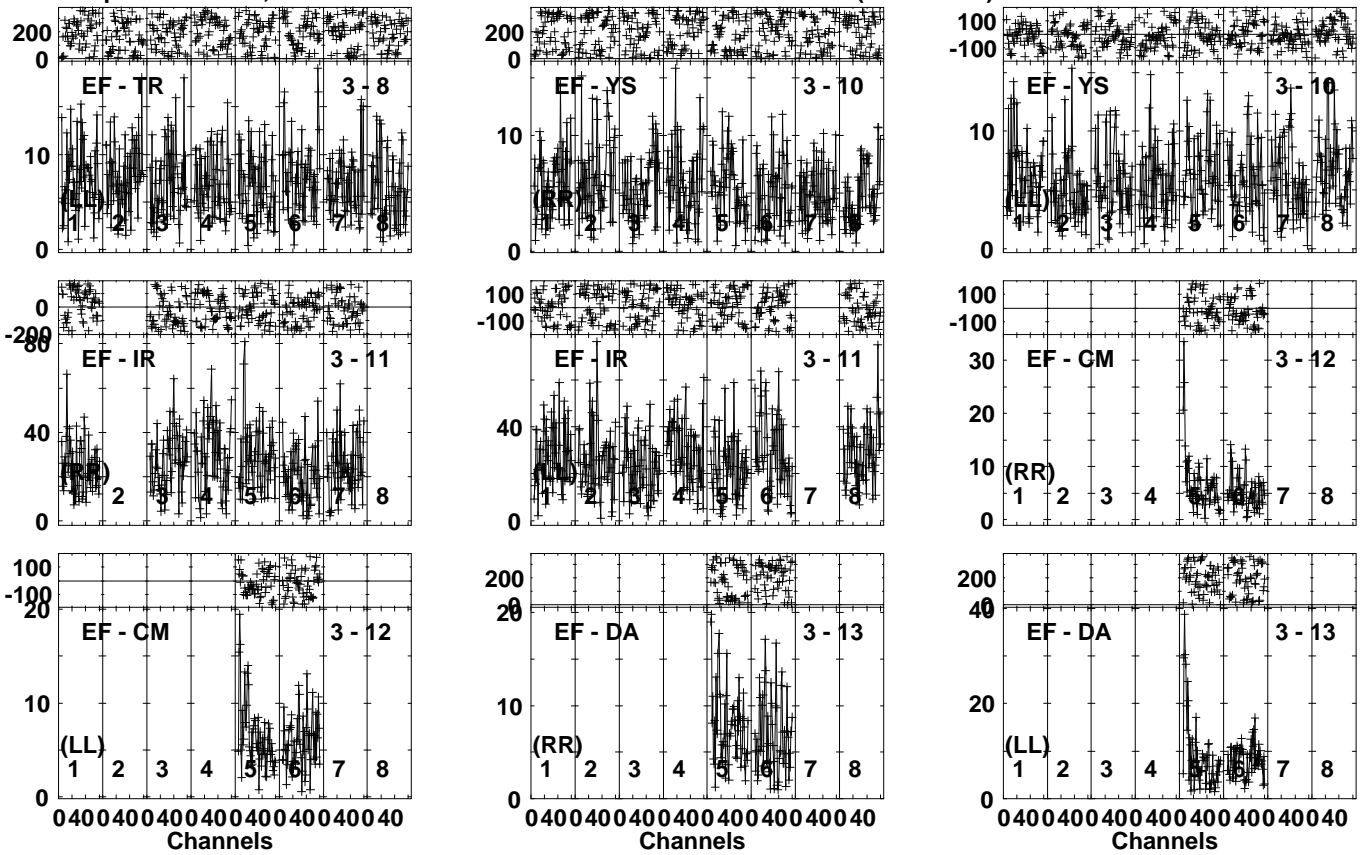 200 200 100
0 0 -100
EF - TR 3 - 8 EF - YS 3 - 10 EF - YS 3 - 10
10 10 10
(LL) (RR) (LL)
1 2 3 4 5 6 7 8 1 2 3 4 5 6 7 8 1 2 3 4 5 6 7 8
0 0 0
0 100 100
-200 -100 -100
80 EF - IR 3 - 11 EF - IR 3 - 11 EF - CM 3 - 12
30
40 40 20
10
(RR) (LL) (RR)
1 2 3 4 5 6 7 8 1 2 3 4 5 6 7 8 1 2 3 4 5 6 7 8
0 0 0
100 200 200
-100 0 0
20 20 40
EF - CM 3 - 12 EF - DA 3 - 13 EF - DA 3 - 13
10 10 20
(LL) (RR) (LL)
1 2 3 4 5 6 7 8 1 2 3 4 5 6 7 8 1 2 3 4 5 6 7 8
0 0 0
0 40 0 40 0 40 0 40 0 40 0 40 0 40 0 40 0 40 0 40 0 40 0 40 0 40 0 40 0 40 0 40 0 40 0 40 0 40 0 40 0 40 0 40 0 40 0 40
Channels Channels Channels